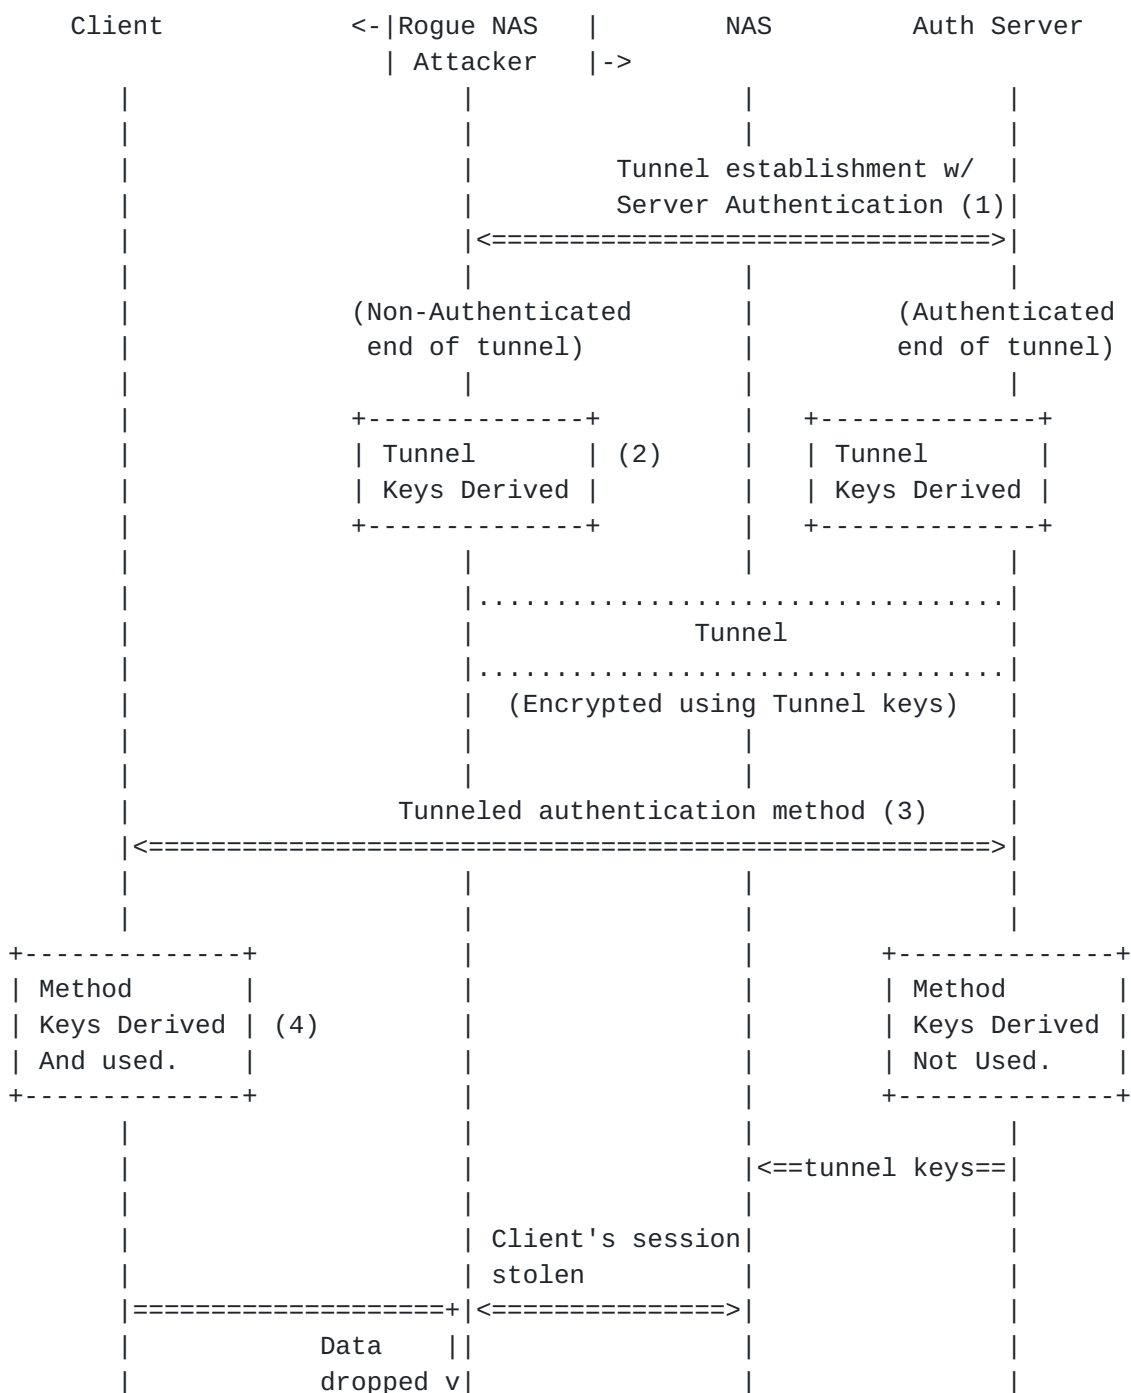 Client            <-|Rogue NAS   |        NAS         Auth Server
                        | Attacker   |->
       |                     |                 |                |
       |                     |                 |                |
       |                     |         Tunnel establishment w/  |
       |                     |         Server Authentication (1)|
       |                     |<================================>|
       |                     |                 |                |
       |              (Non-Authenticated       |         (Authenticated
       |               end of tunnel)          |         end of tunnel)
       |                     |                 |                |
       |              +--------------+         |   +--------------+
       |              | Tunnel       | (2)     |   | Tunnel       |
       |              | Keys Derived |         |   | Keys Derived |
       |              +--------------+         |   +--------------+
       |                     |                 |                |
       |                     |..................................|
       |                     |              Tunnel              |
       |                     |..................................|
       |                     |  (Encrypted using Tunnel keys)   |
       |                     |                 |                |
       |                     |                 |                |
       |                 Tunneled authentication method (3)     |
       |<======================================================>|
       |                     |                 |                |
       |                     |                 |                |
+--------------+             |                 |        +--------------+
| Method       |             |                 |        | Method       |
| Keys Derived | (4)         |                 |        | Keys Derived |
| And used.    |             |                 |        | Not Used.    |
+--------------+             |                 |        +--------------+
       |                     |                 |                |
       |                     |                 |<==tunnel keys==|
       |                     |                 |                |
       |                     | Client's session|                |
       |                     | stolen          |                |
       |====================+|<===============>|                |
       |            Data    ||                 |                |
       |            dropped v|                 |                |